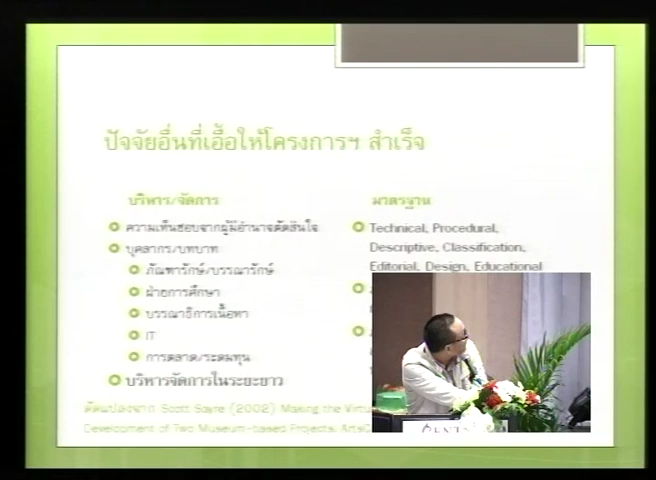 ปัจจัยอื่นที่เอื้อให้โครงการฯ สำเร็จ
บริหาร/จัดการ
ความเห็นชอบจากผู้มีอำนาจตัดสินใจ
บุคลากร/บทบาท
ภัณฑารักษ์/บรรณารักษ์
ฝ่ายการศึกษา
บรรณาธิการเนื้อหา
IT
การตลาด/ระดมทุน
บริหารจัดการในระยะยาว
มาตรฐาน
Technical, Procedural,
Descriptive, Classification,
Editorial, Design, Educational
ดัดแปลงจาก Scott Sayre (2002) Making the
Development of Two Museum-based Projects,